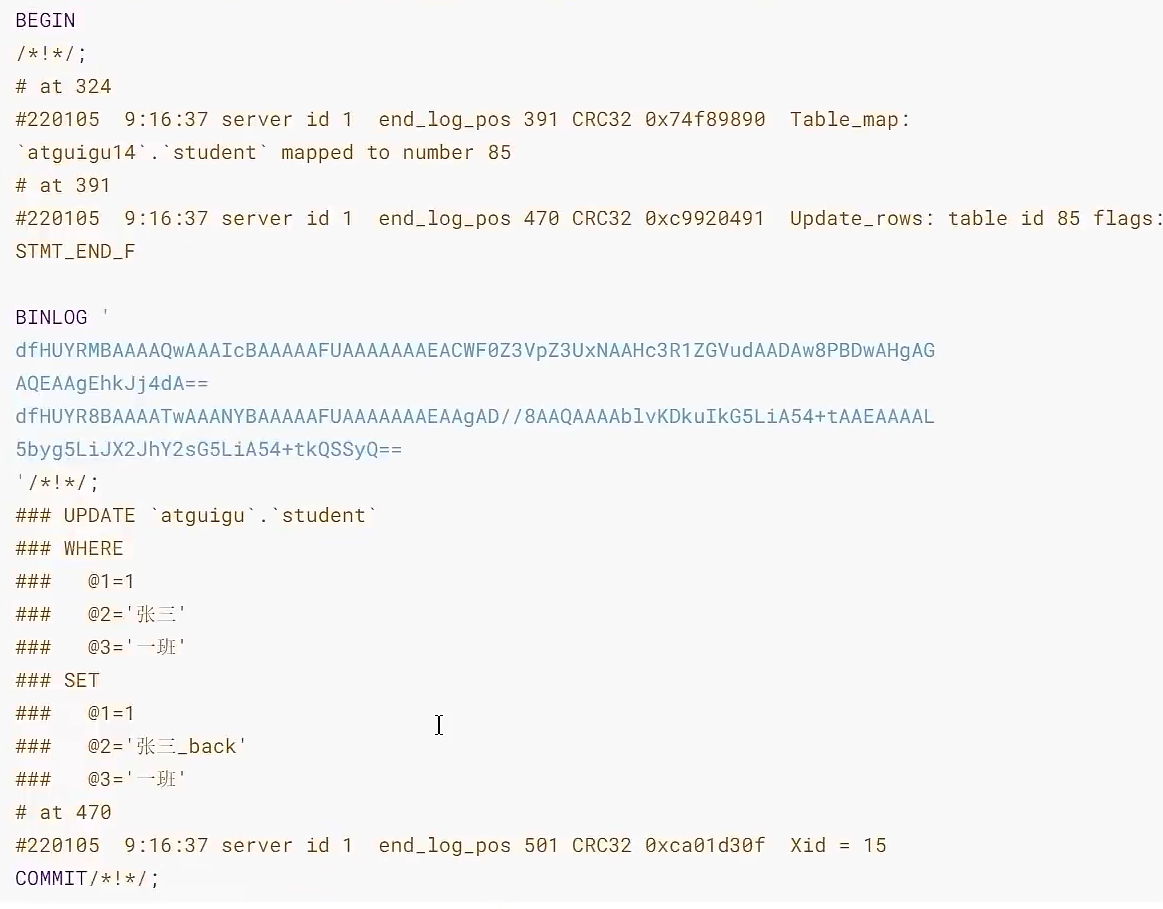 BEGIN
/*!*/;
# at 324
#220105  9:16:37 server id 1  end_log_pos 391 CRC32 0x74f89890  Table_map:
`atguigu14`.`student` mapped to number 85
# at 391
#220105  9:16:37 server id 1  end_log_pos 470 CRC32 0xc9920491  Update_rows: table id 85 flags:
STMT_END_F
BINLOG '
dfHUYRMBAAAAQwAAAIcBAAAAAFUAAAAAAAEACWF0Z3VpZ3UxNAAHc3R1ZGVudAADAw8PBDwAHgAG
AQEAAgEhkJj4dA==
dfHUYR8BAAAATwAAANYBAAAAAFUAAAAAAAEAAgAD//8AAQAAAAblvKDkuIkG5LiA54+tAAEAAAAL
5byg5LiJX2JhY2sG5LiA54+tkQSSyQ==
'/*!*/;
### UPDATE `atguigu`.`student`
### WHERE
###   @1=1
###   @2='张三'
###   @3='一班'
### SET
###   @1=1
###   @2='张三_back'
###   @3='一班'
# at 470
#220105  9:16:37 server id 1  end_log_pos 501 CRC32 0xca01d30f  Xid = 15
COMMIT/*!*/;